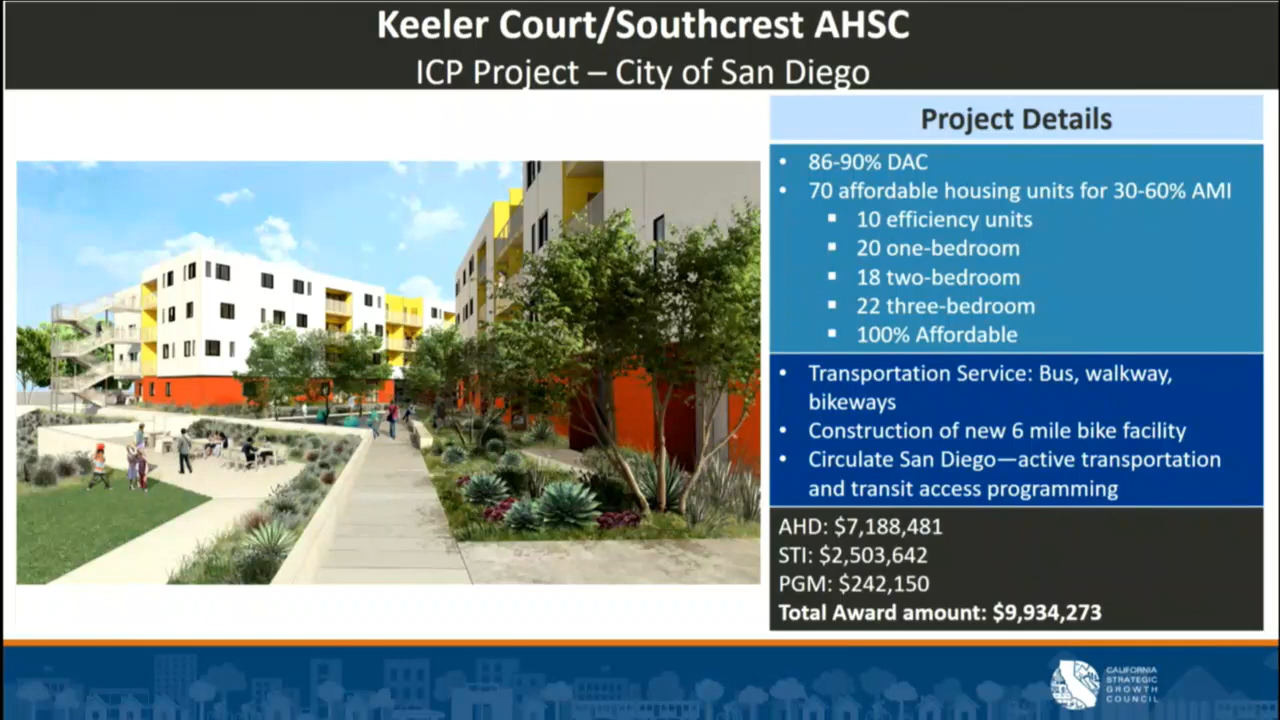 Keeler Court/Southcrest AHSC
ICP Project – City of San Diego
Project Details
• 86-90% DAC
• 70 affordable housing units for 30-60% AMI
▪ 10 efficiency units
▪ 20 one-bedroom
▪ 18 two-bedroom
▪ 22 three-bedroom
▪ 100% Affordable
• Transportation Service: Bus, walkway,
bikeways
• Construction of new 6 mile bike facility
• Circulate San Diego—active transportation
and transit access programming
AHD: $7,188,481
STI: $2,503,642
PGM: $242,150
Total Award amount: $9,934,273
CALIFORNIA
STRATEGIC
GROWTH
COUNCIL